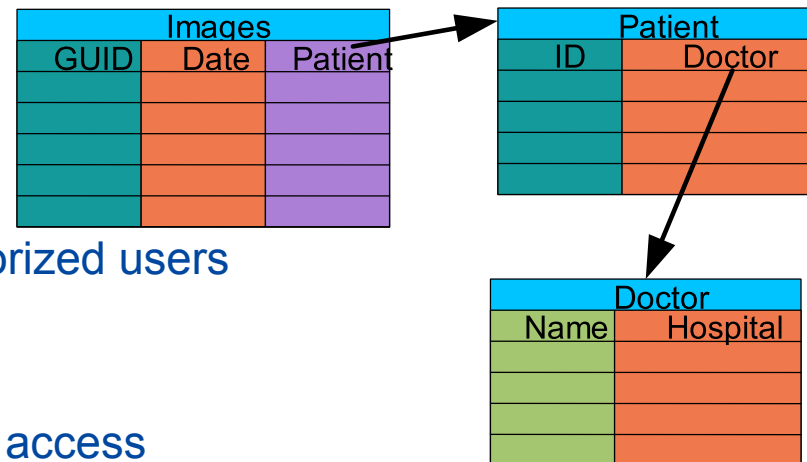 Images
GUID Date Patient
Patient
ID Doctor
orized users
Doctor
Name Hospital
access